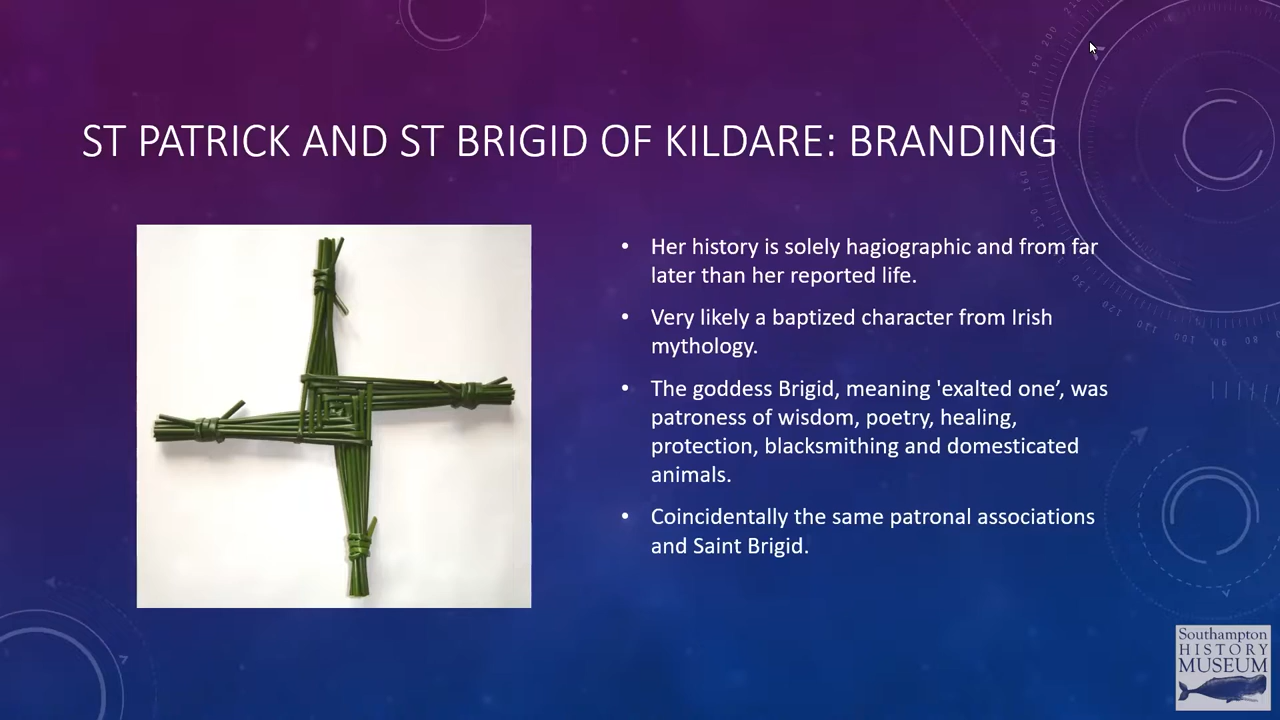 ST PATRICK AND ST BRIGID OF KILDARE: BRANDING
• Her history is solely hagiographic and from far
later than her reported life.
• Very likely a baptized character from Irish
mythology.
• The goddess Brigid, meaning 'exalted one’, was
patroness of wisdom, poetry, healing,
protection, blacksmithing and domesticated
animals.
• Coincidentally the same patronal associations
and Saint Brigid.
Southampton
HISTORY
MUSEUM